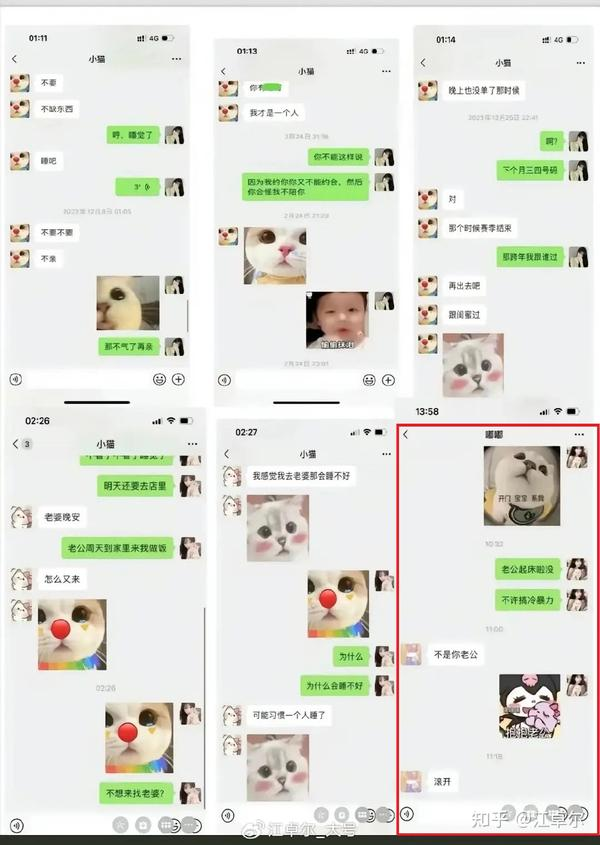 01:11
4G
小猫
不要
不缺东西
哼，睡觉了
睡吧
3"
2023年12月8日 01:05
不要不要
不亲
那不气了再亲
01:13
4G
小猫
你有
我才是一个人
你不能这样说
因为我约你你又不能约会，然后
你会怪我不陪你
2月24日 21:23
偷偷抹泪
2月24日 23:01
01:14
4G
小猫
晚上也没单了那时候
2023年12月25日 22:41
啊?
下个月三四号码
对
那个时候赛季结束
那跨年我跟谁过
再出去吧
跟闺蜜过
02:26
3
小猫
明天还要去店里
老婆晚安
老公周天到家里来我做饭
怎么又来
02:26
不想来找老婆?
02:27
小猫
我感觉我去老婆那会睡不好
为什么
为什么会睡不好
可能习惯一个人睡了
13:58
嘟嘟
开门 宝宝 系我
10:32
老公起床啦没
不许搞冷暴力
11:00
不是你老公
抱抱老公
11:18
滚开
江卓尔_大号
知乎 @江卓尔